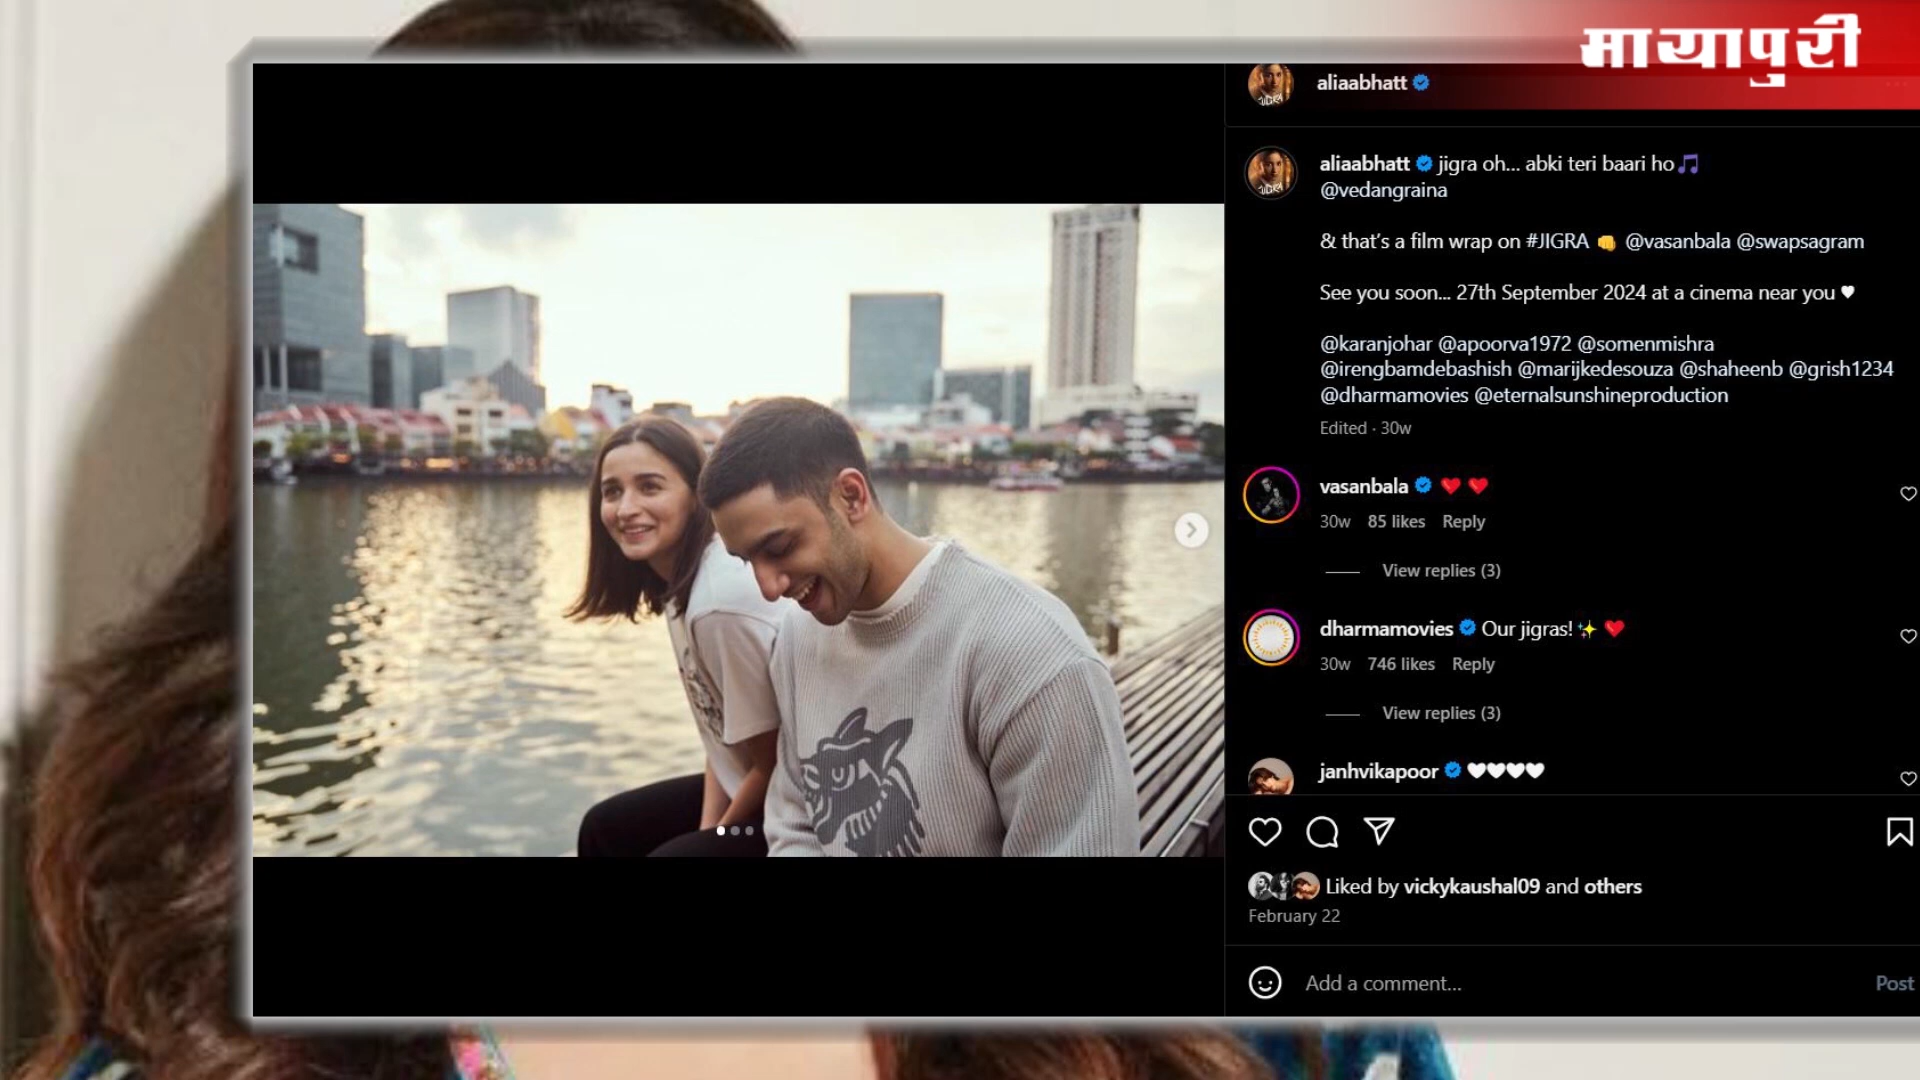 मायापुरी
aliaabhatt
aliaabhatt jigra oh... abki teri baari ho🎵
@vedangraina
& that's a film wrap on #JIGRA 👊 @vasanbala @swapsagram
See you soon... 27th September 2024 at a cinema near you ♥
@karanjohar @apoorva1972 @somenmishra
@irengbamdebashish @marijkedesouza @shaheenb @grish1234
@dharmamovies @eternalsunshineproduction
Edited · 30w
vasanbala ❤️ ❤️
30w 85 likes Reply
View replies (3)
dharmamovies Our jigras!✨ ❤️
30w 746 likes Reply
View replies (3)
janhvikapoor 🤍🤍🤍🤍
Liked by vickykaushal09 and others
February 22
Add a comment...
Post